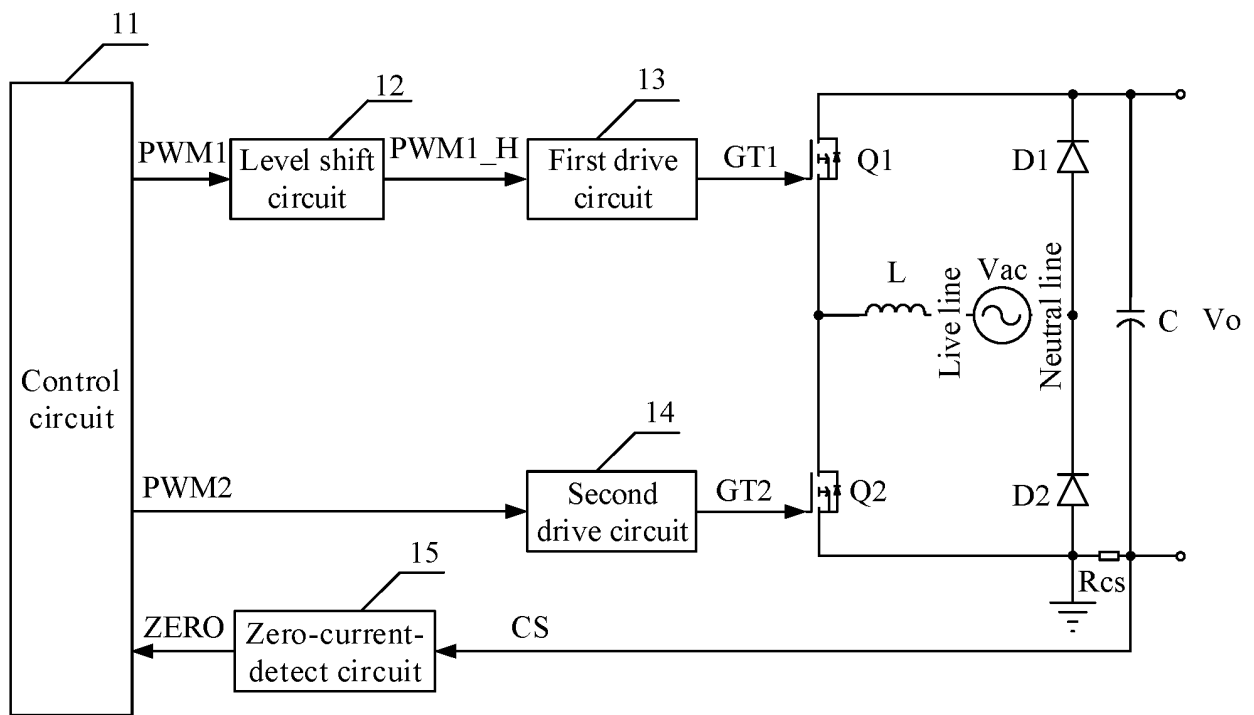 11
12
13
PWM1
Level shift
circuit
PWM1_H
First drive
circuit
GT1
Q1
D1
L
Live line
Vac
Neutral line
C
Vo
Control
circuit
14
PWM2
Second
drive circuit
GT2
Q2
D2
Rcs
15
ZERO
Zero-current-
detect circuit
CS